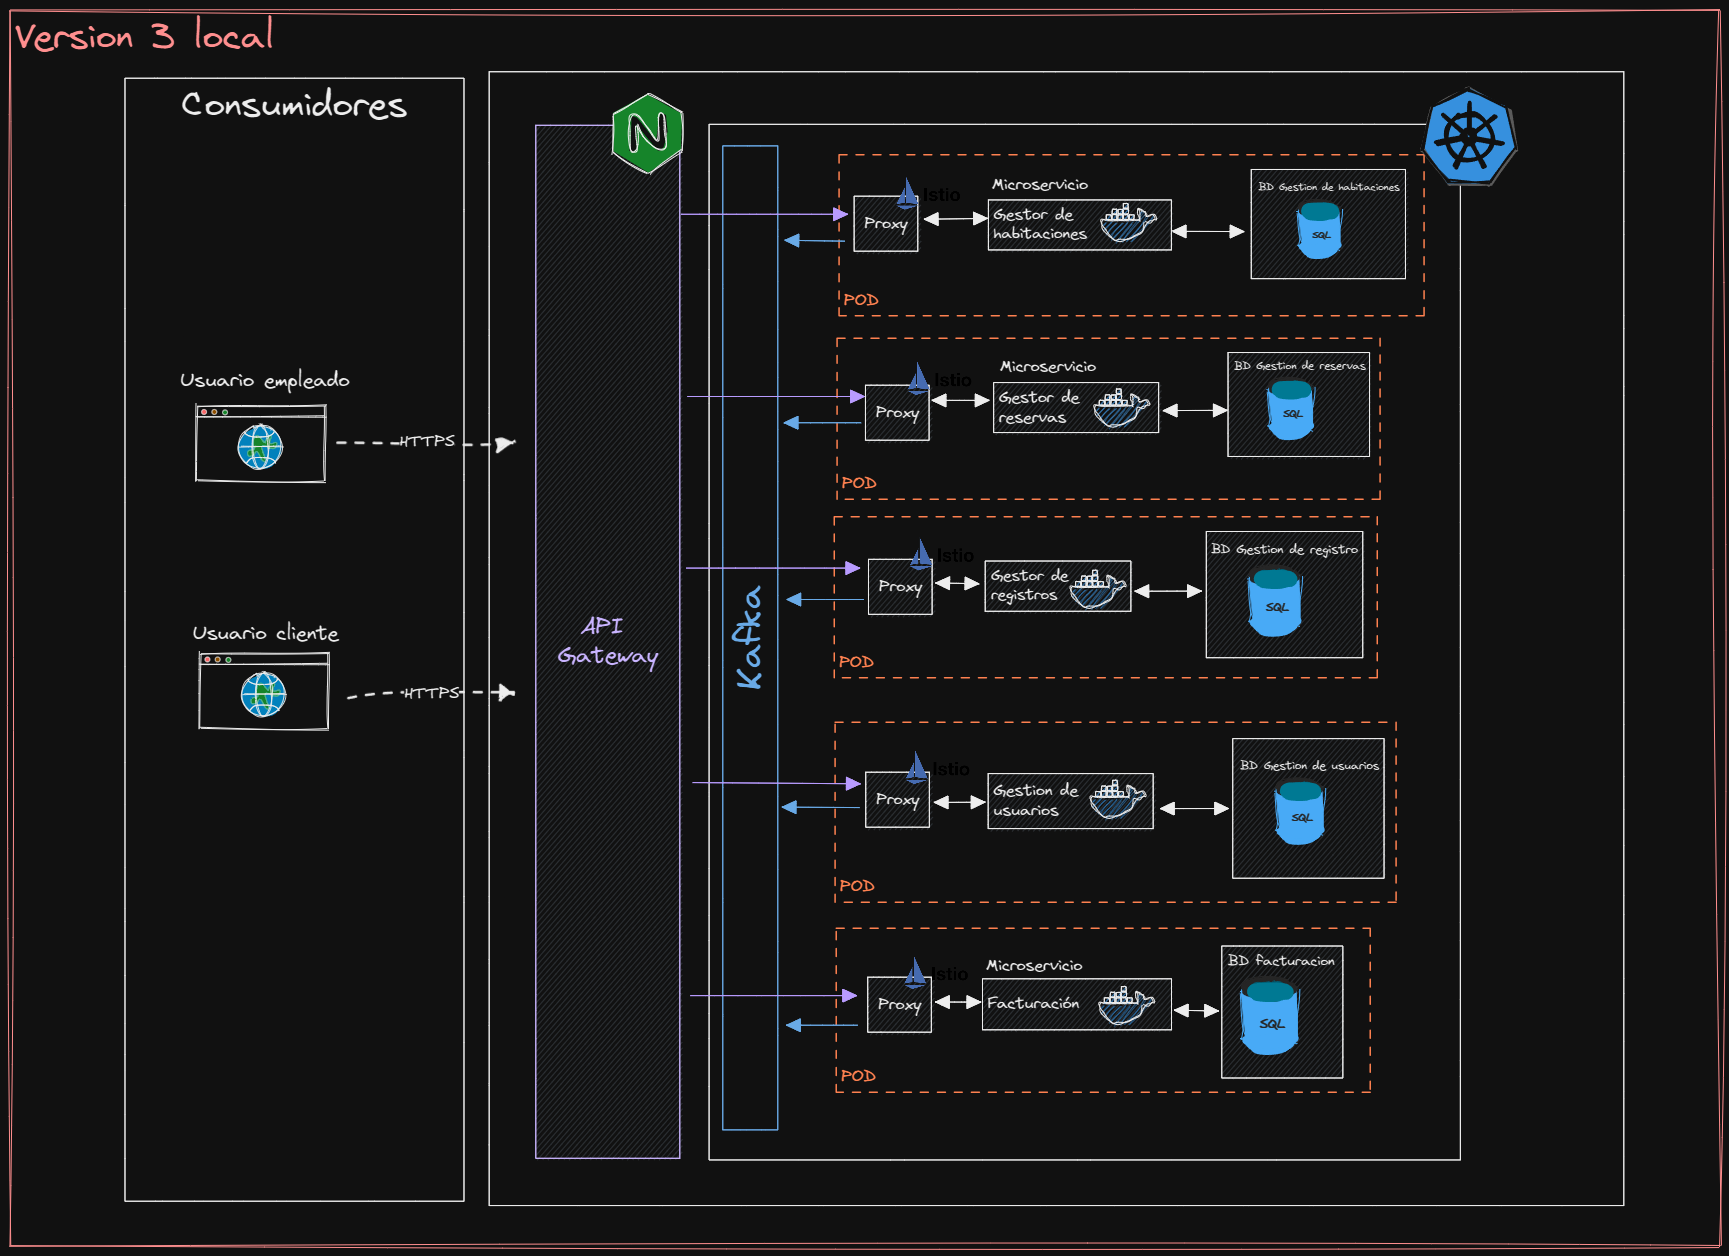 Version 3 local
Consumidores
Usuario empleado
HTTPS
Usuario cliente
HTTPS
N
API
Gateway
Kafka
Istio
Proxy
Microservicio
Gestor de
habitaciones
BD Gestion de habitaciones
SQL
POD
Istio
Proxy
Microservicio
Gestor de
reservas
BD Gestion de reservas
SQL
POD
Istio
Proxy
Gestor de
registros
BD Gestion de registro
SQL
POD
Istio
Proxy
Gestion de
usuarios
BD Gestion de usuarios
SQL
POD
Istio
Proxy
Microservicio
Facturación
BD facturacion
SQL
POD